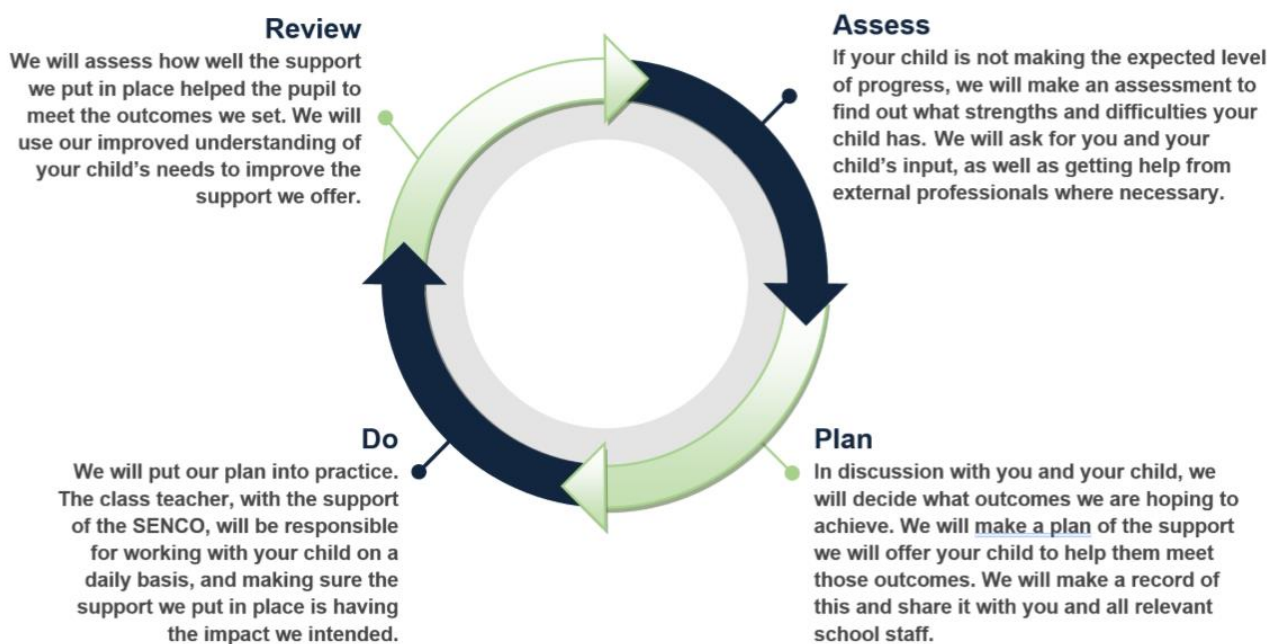 Review
We will assess how well the support
we put in place helped the pupil to
meet the outcomes we set. We will
use our improved understanding of
your child's needs to improve the
support we offer.
Assess
If your child is not making the expected level
of progress, we will make an assessment to
find out what strengths and difficulties your
child has. We will ask for you and your
child's input, as well as getting help from
external professionals where necessary.
Do
We will put our plan into practice.
The class teacher, with the support
of the SENCO, will be responsible
for working with your child on a
daily basis, and making sure the
support we put in place is having
the impact we intended.
Plan
In discussion with you and your child, we
will decide what outcomes we are hoping to
achieve. We will make a plan of the support
we will offer your child to help them meet
those outcomes. We will make a record of
this and share it with you and all relevant
school staff.